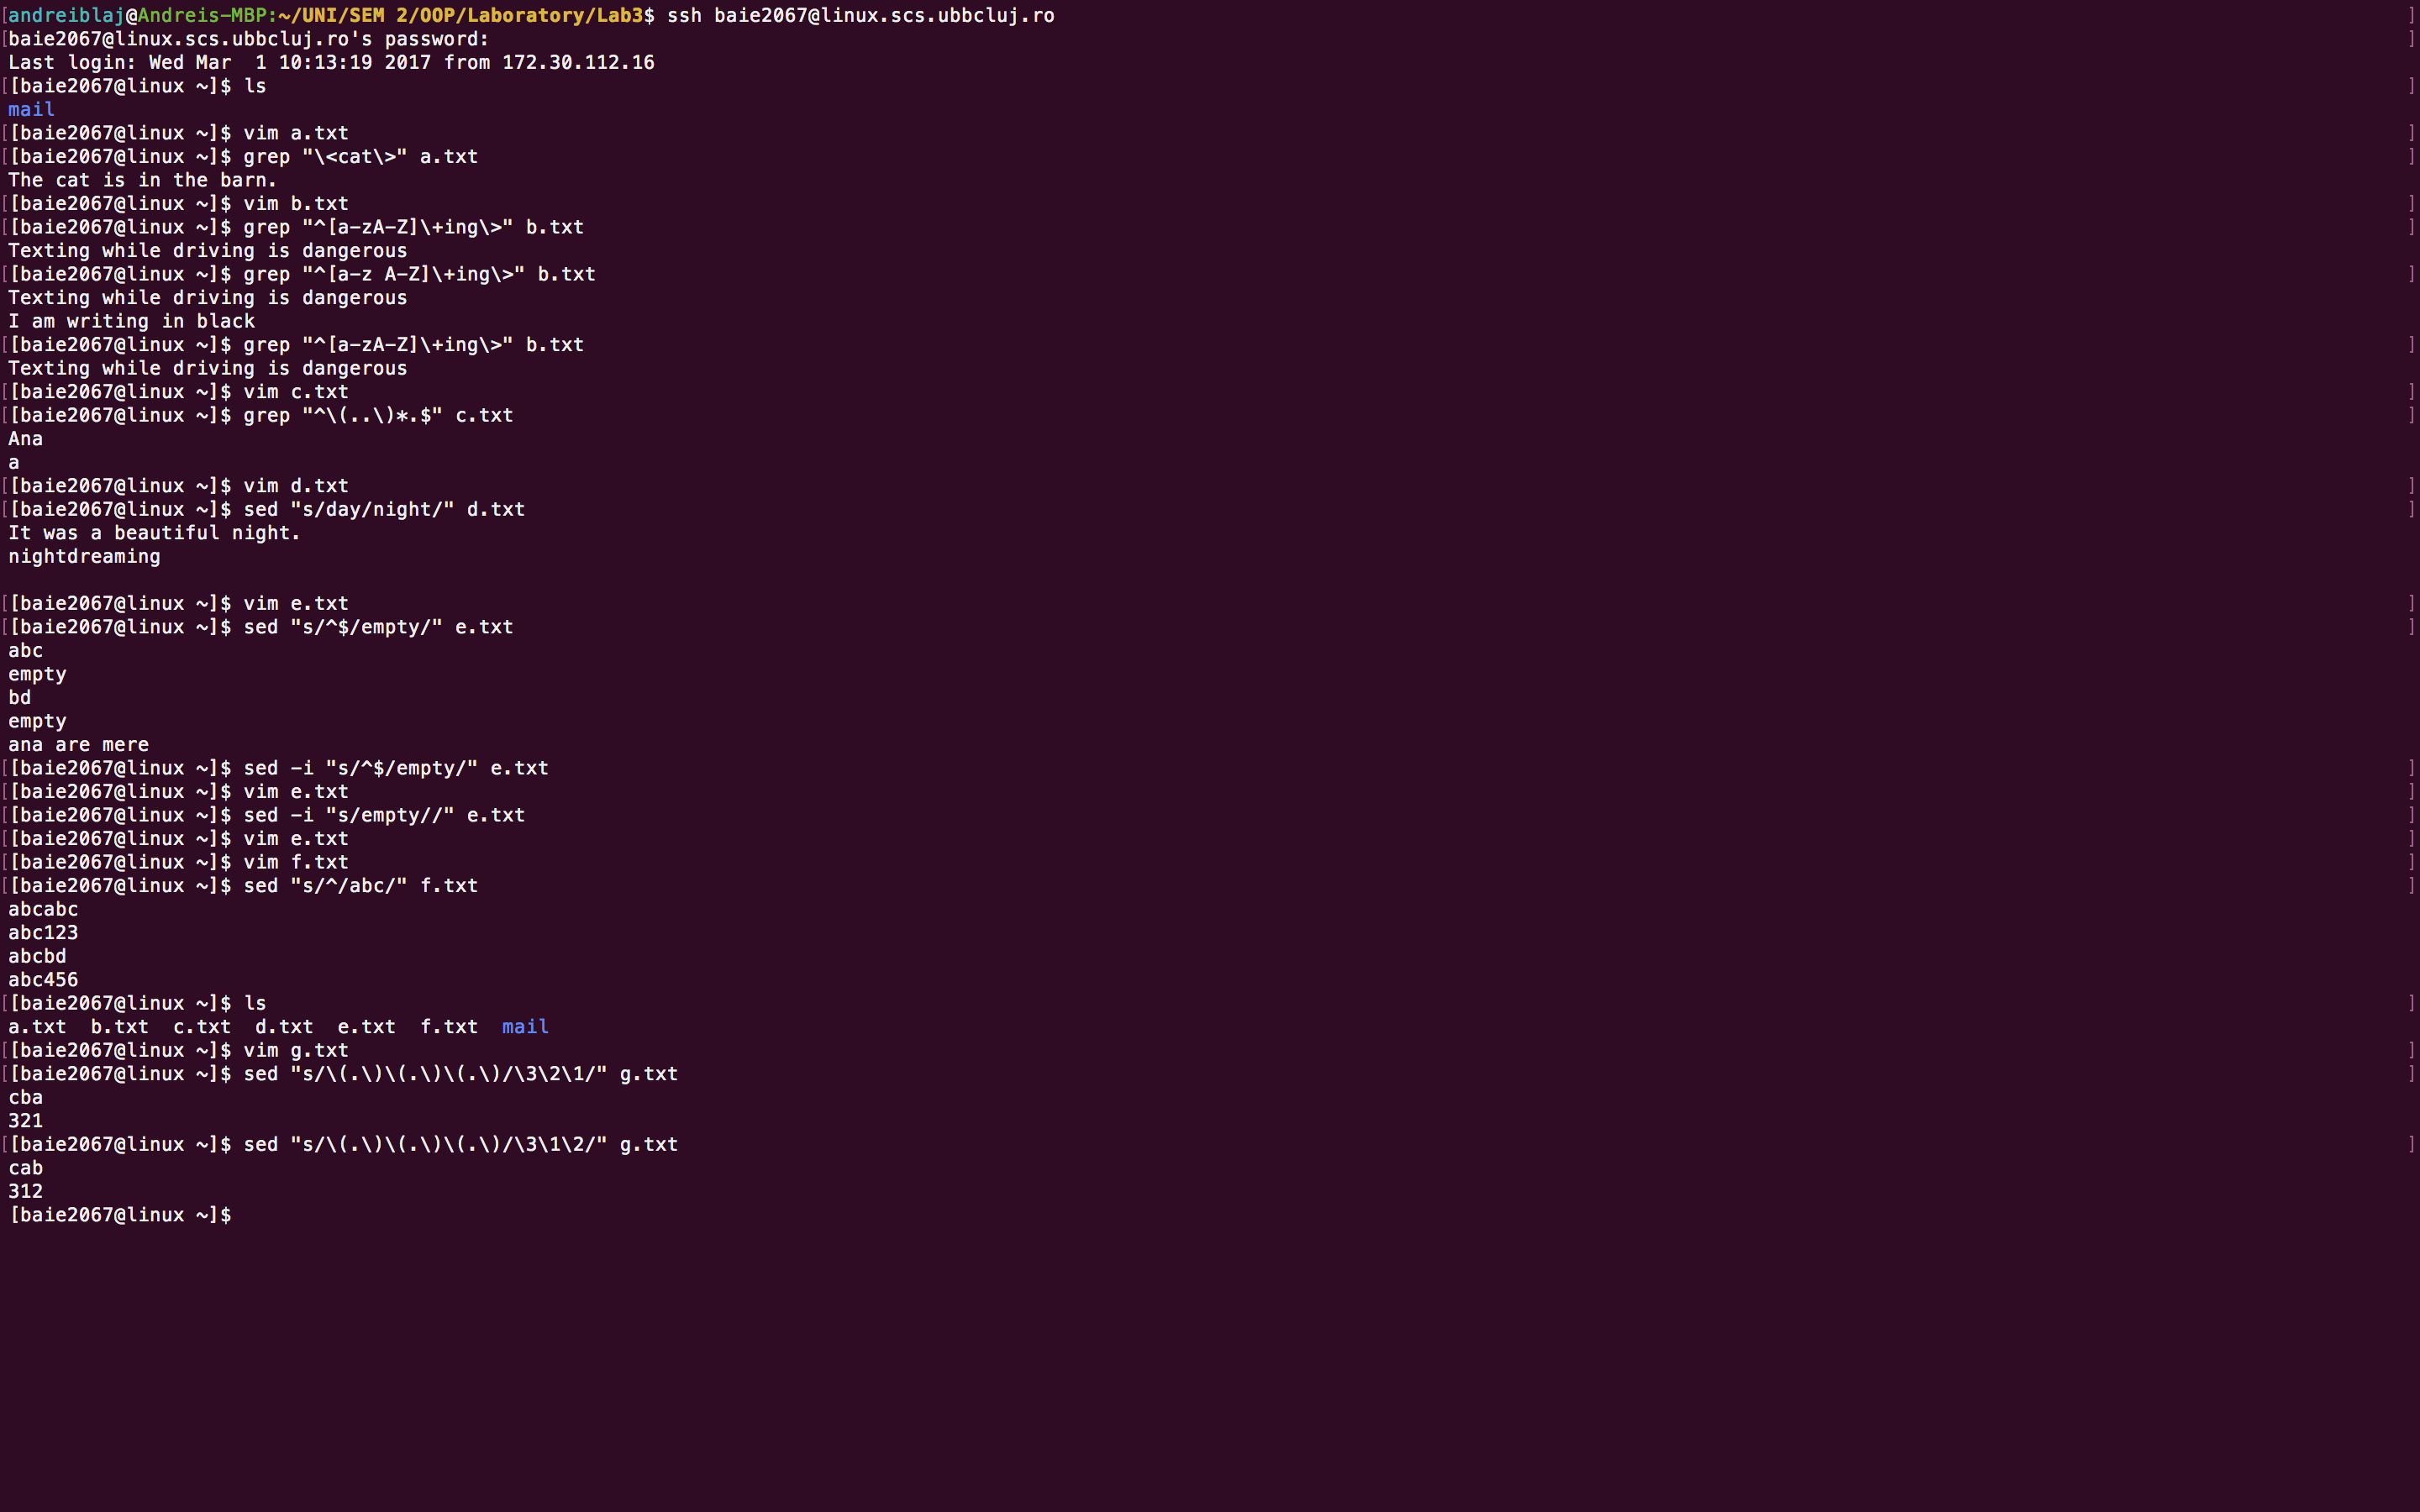 [andreiblaj@Andreis-MBP:~/UNI/SEM 2/OOP/Laboratory/Lab3$ ssh baie2067@linux.scs.ubbcluj.ro ]
[baie2067@linux.scs.ubbcluj.ro's password: ]
Last login: Wed Mar  1 10:13:19 2017 from 172.30.112.16
[[baie2067@linux ~]$ ls ]
mail
[[baie2067@linux ~]$ vim a.txt ]
[[baie2067@linux ~]$ grep "\<cat\>" a.txt ]
The cat is in the barn.
[[baie2067@linux ~]$ vim b.txt ]
[[baie2067@linux ~]$ grep "^[a-zA-Z]\+ing\>" b.txt ]
Texting while driving is dangerous
[[baie2067@linux ~]$ grep "^[a-z A-Z]\+ing\>" b.txt ]
Texting while driving is dangerous
I am writing in black
[[baie2067@linux ~]$ grep "^[a-zA-Z]\+ing\>" b.txt ]
Texting while driving is dangerous
[[baie2067@linux ~]$ vim c.txt ]
[[baie2067@linux ~]$ grep "^\(..\)*.$" c.txt ]
Ana
a
[[baie2067@linux ~]$ vim d.txt ]
[[baie2067@linux ~]$ sed "s/day/night/" d.txt ]
It was a beautiful night.
nightdreaming

[[baie2067@linux ~]$ vim e.txt ]
[[baie2067@linux ~]$ sed "s/^$/empty/" e.txt ]
abc
empty
bd
empty
ana are mere
[[baie2067@linux ~]$ sed -i "s/^$/empty/" e.txt ]
[[baie2067@linux ~]$ vim e.txt ]
[[baie2067@linux ~]$ sed -i "s/empty//" e.txt ]
[[baie2067@linux ~]$ vim e.txt ]
[[baie2067@linux ~]$ vim f.txt ]
[[baie2067@linux ~]$ sed "s/^/abc/" f.txt ]
abcabc
abc123
abcbd
abc456
[[baie2067@linux ~]$ ls ]
a.txt  b.txt  c.txt  d.txt  e.txt  f.txt  mail
[[baie2067@linux ~]$ vim g.txt ]
[[baie2067@linux ~]$ sed "s/\(.\)\(.\)\(.\)/\3\2\1/" g.txt ]
cba
321
[[baie2067@linux ~]$ sed "s/\(.\)\(.\)\(.\)/\3\1\2/" g.txt ]
cab
312
[baie2067@linux ~]$